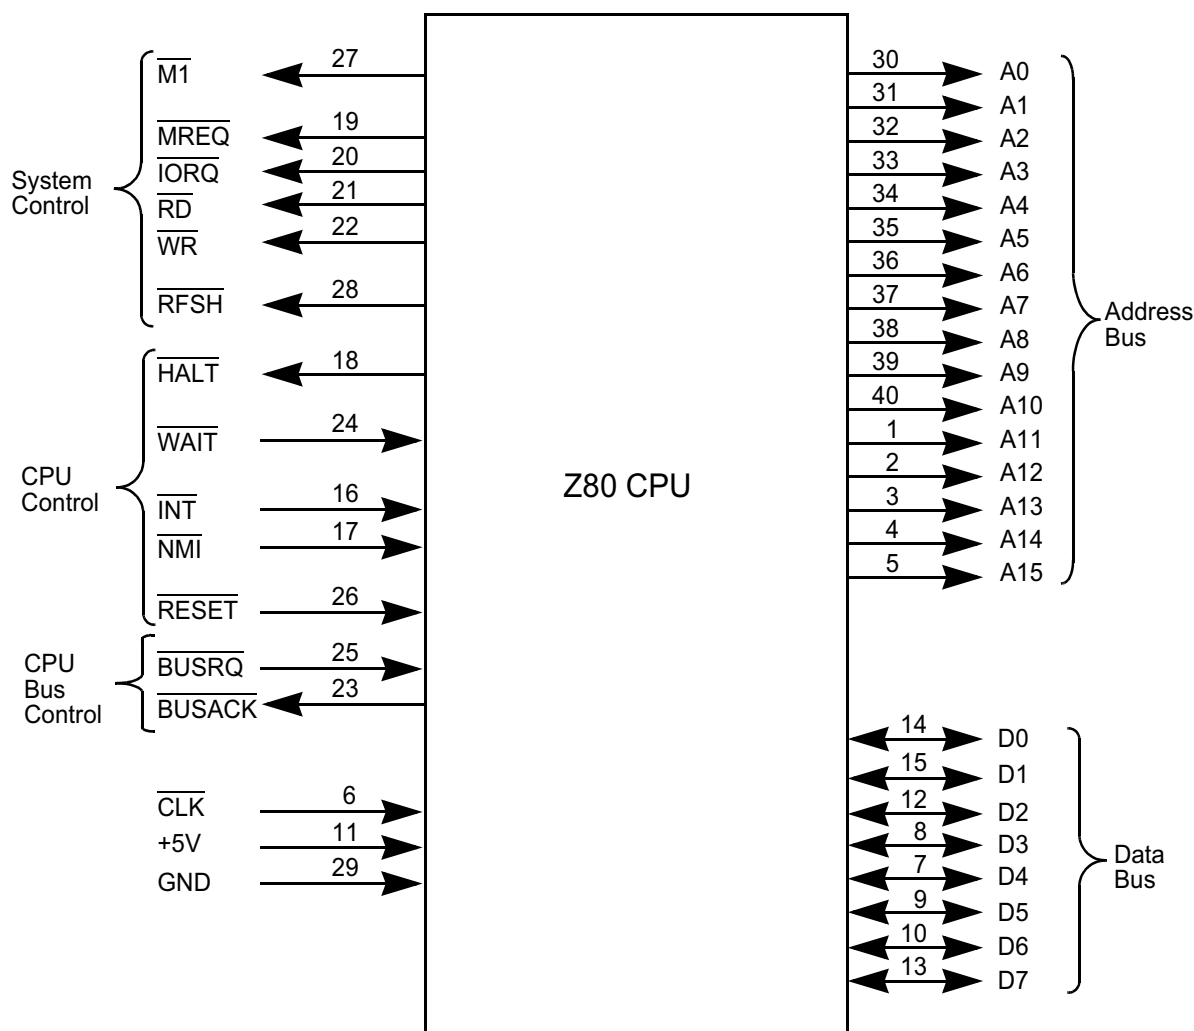 System
Control
M1 27
MREQ 19
IORQ 20
RD 21
WR 22
RFSH 28
CPU
Control
HALT 18
WAIT 24
INT 16
NMI 17
RESET 26
CPU
Bus
Control
BUSRQ 25
BUSACK 23
CLK 6
+5V 11
GND 29
Z80 CPU
30 A0
31 A1
32 A2
33 A3
34 A4
35 A5
36 A6
37 A7
38 A8
39 A9
40 A10
1 A11
2 A12
3 A13
4 A14
5 A15
Address
Bus
14 D0
15 D1
12 D2
8 D3
7 D4
9 D5
10 D6
13 D7
Data
Bus